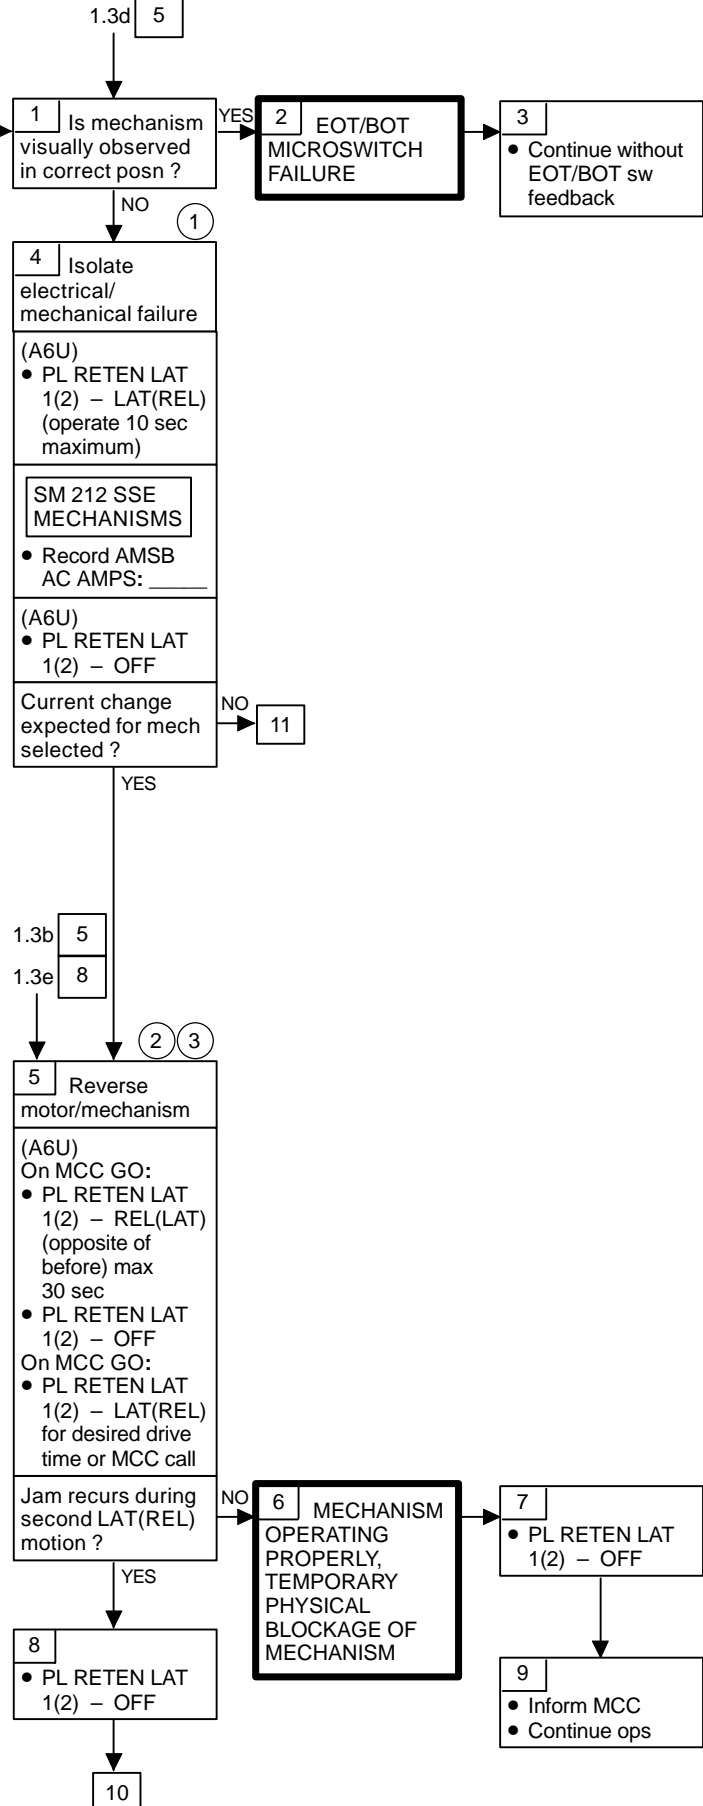 1.3d 5
1 Is mechanism
visually observed
in correct posn ?
YES
2 EOT/BOT
MICROSWITCH
FAILURE
3
● Continue without
EOT/BOT sw
feedback
NO
1
4 Isolate
electrical/
mechanical failure
(A6U)
● PL RETEN LAT
1(2) – LAT(REL)
(operate 10 sec
maximum)
SM 212 SSE
MECHANISMS
● Record AMSB
AC AMPS: _____
(A6U)
● PL RETEN LAT
1(2) – OFF
Current change
expected for mech
selected ?
NO
11
YES
1.3b 5
1.3e 8
2 3
5 Reverse
motor/mechanism
(A6U)
On MCC GO:
● PL RETEN LAT
1(2) – REL(LAT)
(opposite of
before) max
30 sec
● PL RETEN LAT
1(2) – OFF
On MCC GO:
● PL RETEN LAT
1(2) – LAT(REL)
for desired drive
time or MCC call
Jam recurs during
second LAT(REL)
motion ?
NO
6 MECHANISM
OPERATING
PROPERLY,
TEMPORARY
PHYSICAL
BLOCKAGE OF
MECHANISM
7
● PL RETEN LAT
1(2) – OFF
YES
8
● PL RETEN LAT
1(2) – OFF
9
● Inform MCC
● Continue ops
10